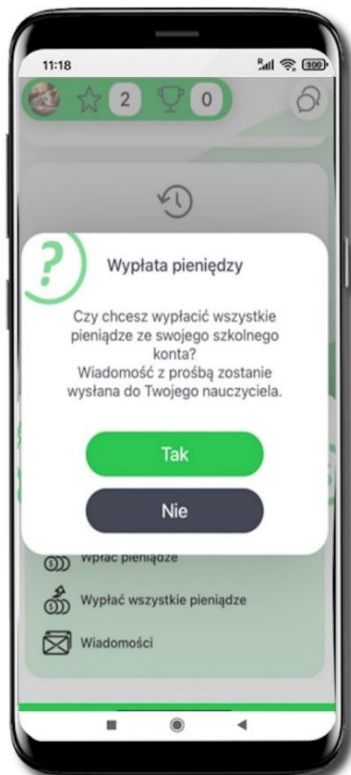 11:18
100
2
0
?
Wypłata pieniędzy
Czy chcesz wypłacić wszystkie
pieniądze ze swojego szkolnego
konta?
Wiadomość z prośbą zostanie
wysłana do Twojego nauczyciela.
Tak
Nie
Wpłać pieniądze
Wypłać wszystkie pieniądze
Wiadomości